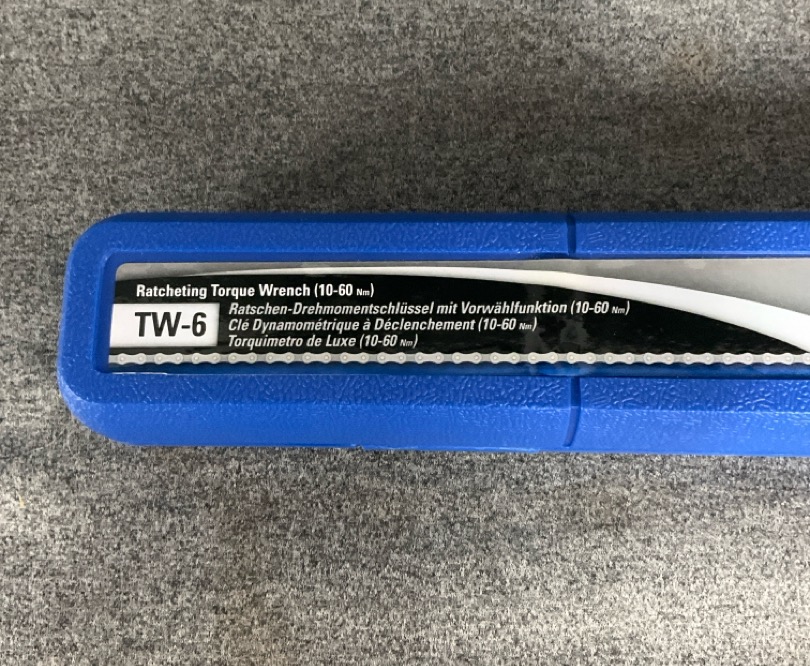 Ratcheting Torque Wrench (10-60 Nm)
TW-6
Ratschen-Drehmomentschlüssel mit Vorwählfunktion (10-60 Nm)
Clé Dynamométrique à Déclenchement (10-60 Nm)
Torquimetro de Luxe (10-60 Nm)